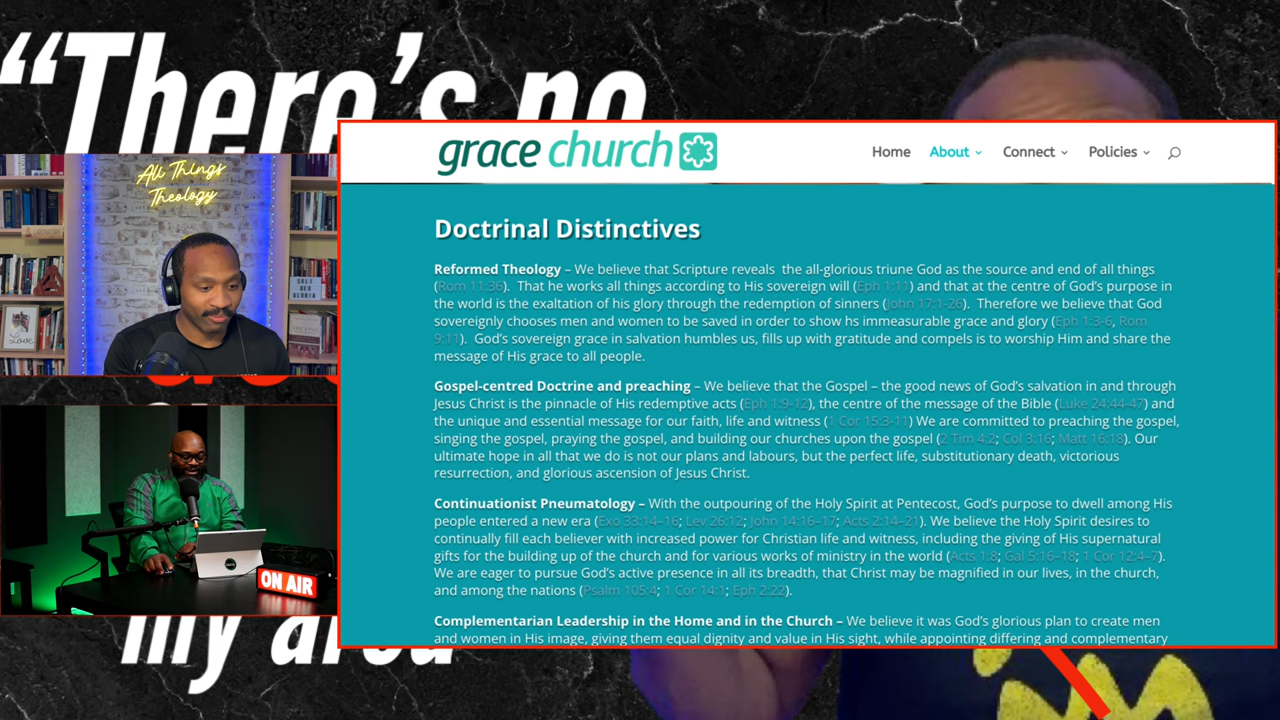 “There’s no
All Things
Theology
SOLI
DEO
GLORIA
ON AIR
my area
grace church
Home About Connect Policies
Doctrinal Distinctives
Reformed Theology – We believe that Scripture reveals the all-glorious triune God as the source and end of all things
(Rom 11:36). That he works all things according to His sovereign will (Eph 1:11) and that at the centre of God’s purpose in
the world is the exaltation of his glory through the redemption of sinners (John 17:1-26). Therefore we believe that God
sovereignly chooses men and women to be saved in order to show hs immeasurable grace and glory (Eph 1:3-6, Rom
9:11). God’s sovereign grace in salvation humbles us, fills up with gratitude and compels is to worship Him and share the
message of His grace to all people.
Gospel-centred Doctrine and preaching – We believe that the Gospel – the good news of God’s salvation in and through
Jesus Christ is the pinnacle of His redemptive acts (Eph 1:9-12), the centre of the message of the Bible (Luke 24:44-47) and
the unique and essential message for our faith, life and witness (1 Cor 15:3-11) We are committed to preaching the gospel,
singing the gospel, praying the gospel, and building our churches upon the gospel (2 Tim 4:2; Col 3:16; Matt 16:18). Our
ultimate hope in all that we do is not our plans and labours, but the perfect life, substitutionary death, victorious
resurrection, and glorious ascension of Jesus Christ.
Continuationist Pneumatology – With the outpouring of the Holy Spirit at Pentecost, God’s purpose to dwell among His
people entered a new era (Exo 33:14–16; Lev 26:12; John 14:16–17; Acts 2:14–21). We believe the Holy Spirit desires to
continually fill each believer with increased power for Christian life and witness, including the giving of His supernatural
gifts for the building up of the church and for various works of ministry in the world (Acts 1:8; Gal 5:16–18; 1 Cor 12:4–7).
We are eager to pursue God’s active presence in all its breadth, that Christ may be magnified in our lives, in the church,
and among the nations (Psalm 105:4; 1 Cor 14:1; Eph 2:22).
Complementarian Leadership in the Home and in the Church – We believe it was God’s glorious plan to create men
and women in His image, giving them equal dignity and value in His sight, while appointing differing and complementary